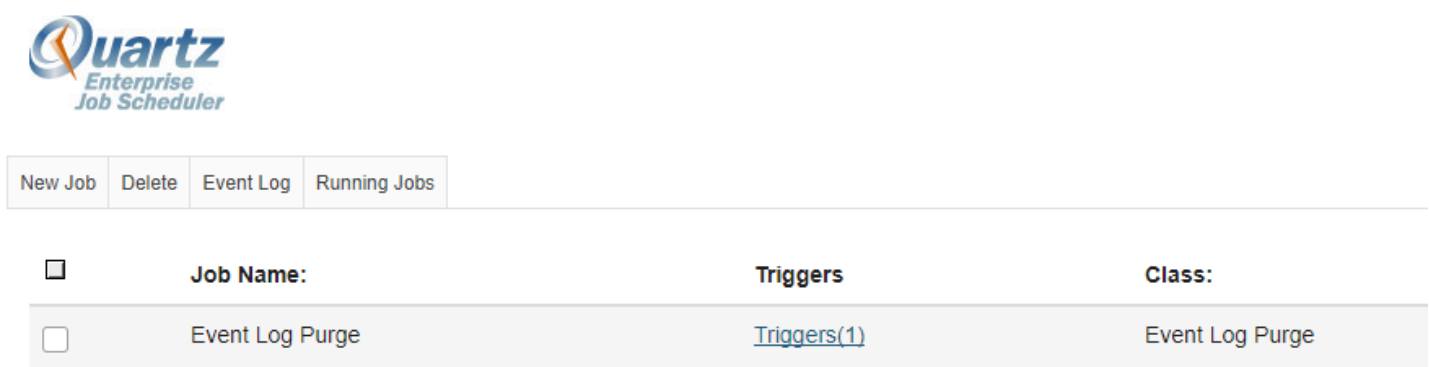 Quartz
Enterprise
Job Scheduler
New Job Delete Event Log Running Jobs
Job Name: Triggers Class:
Event Log Purge Triggers(1) Event Log Purge